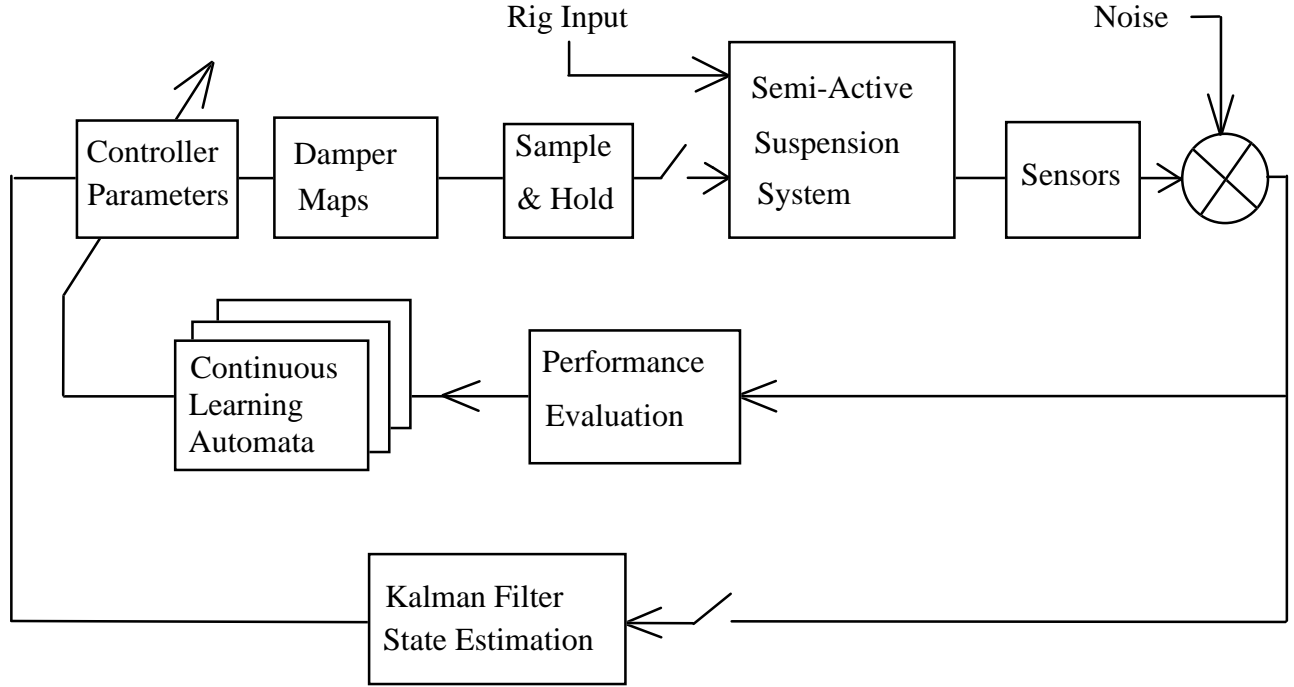 Rig Input
Noise
Controller
Parameters
Damper
Maps
Sample
& Hold
Semi-Active
Suspension
System
Sensors
Continuous
Learning
Automata
Performance
Evaluation
Kalman Filter
State Estimation